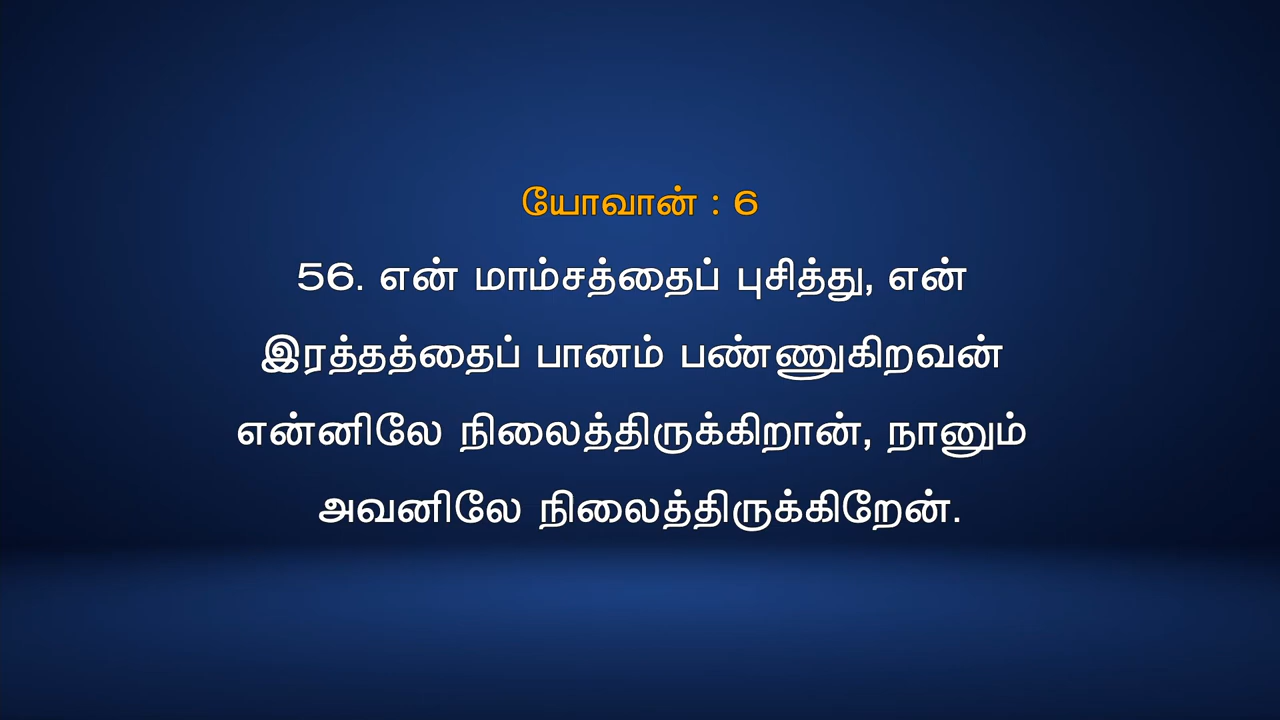 யோவான் : 6
56. என் மாம்சத்தைப் புசித்து, என்
இரத்தத்தைப் பானம் பண்ணுகிறவன்
என்னிலே நிலைத்திருக்கிறான், நானும்
அவனிலே நிலைத்திருக்கிறேன்.